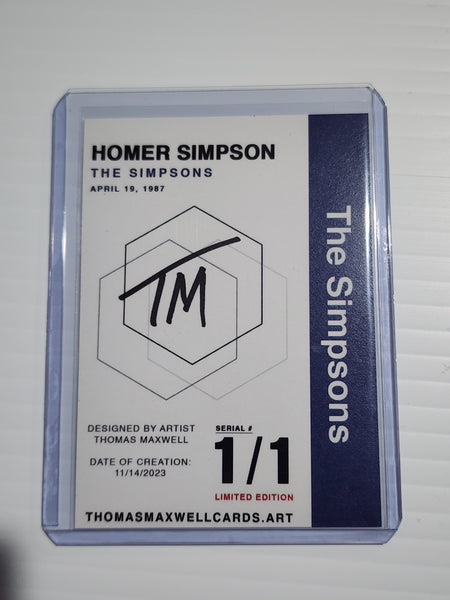 HOMER SIMPSON
THE SIMPSONS
APRIL 19, 1987
TM
The Simpsons
DESIGNED BY ARTIST
THOMAS MAXWELL
DATE OF CREATION:
11/14/2023
SERIAL #
1/1
LIMITED EDITION
THOMASMAXWELLCARDS.ART